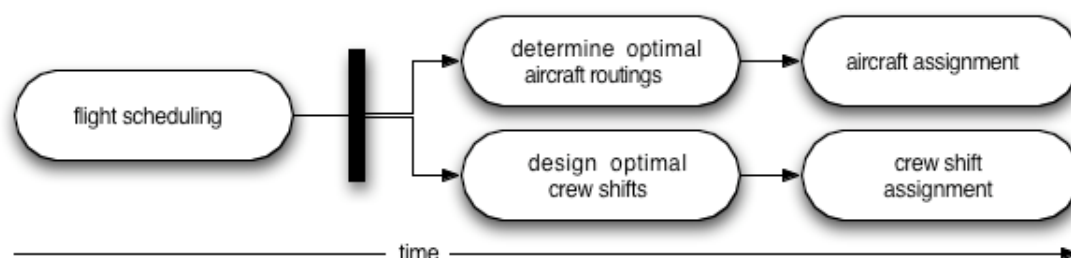 flight scheduling
determine optimal
aircraft routings
aircraft assignment
design optimal
crew shifts
crew shift
assignment
time